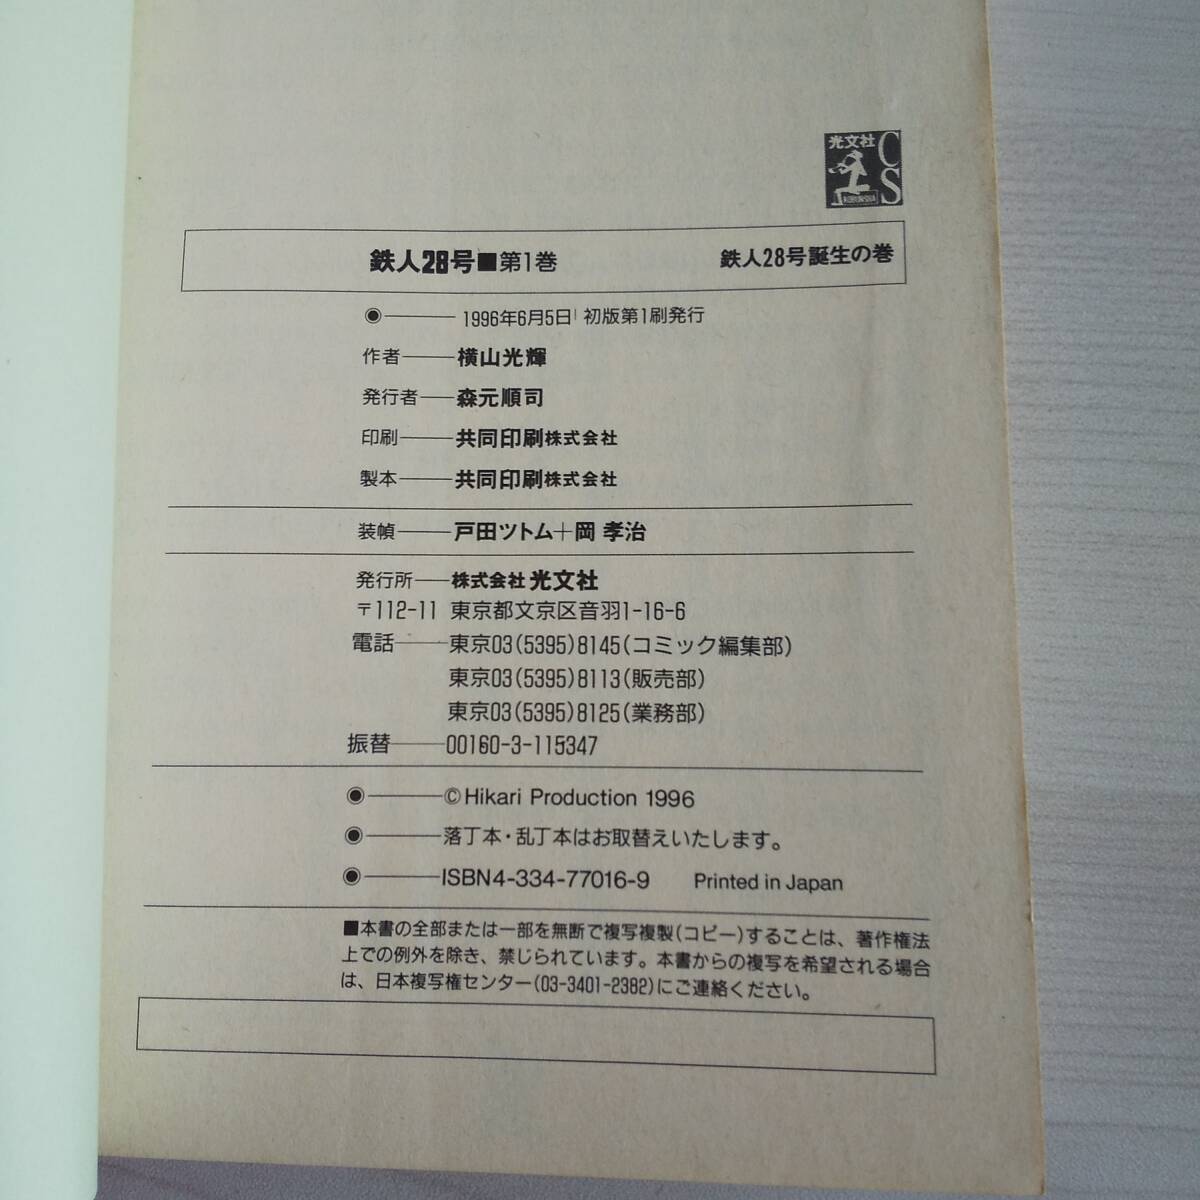 光文社
CS
KOBUNSHA
鉄人28号■第1巻 鉄人28号誕生の巻
◉――1996年6月5日 初版第1刷発行
作者――横山光輝
発行者――森元順司
印刷――共同印刷株式会社
製本――共同印刷株式会社
装幀――戸田ツトム+岡 孝治
発行所――株式会社 光文社
〒112-11 東京都文京区音羽1-16-6
電話――東京03(5395)8145(コミック編集部)
東京03(5395)8113(販売部)
東京03(5395)8125(業務部)
振替――00160-3-115347
◉――©Hikari Production 1996
◉――落丁本・乱丁本はお取替えいたします。
◉――ISBN4-334-77016-9 Printed in Japan
■本書の全部または一部を無断で複写複製(コピー)することは、著作権法
上での例外を除き、禁じられています。本書からの複写を希望される場合
は、日本複写権センター(03-3401-2382)にご連絡ください。